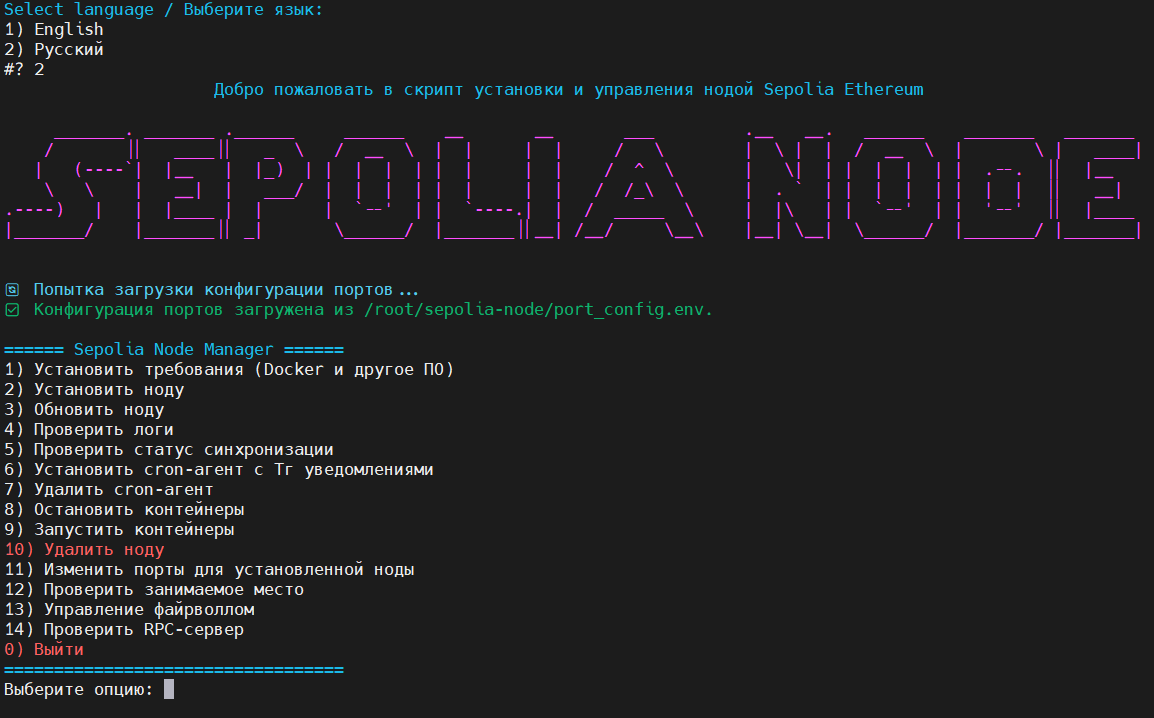 Select language / Выберите язык:
1) English
2) Русский
#? 2
Добро пожаловать в скрипт установки и управления нодой Sepolia Ethereum
SEPOLIA NODE
Попытка загрузки конфигурации портов...
Конфигурация портов загружена из /root/sepolia-node/port_config.env.
====== Sepolia Node Manager ======
1) Установить требования (Docker и другое ПО)
2) Установить ноду
3) Обновить ноду
4) Проверить логи
5) Проверить статус синхронизации
6) Установить cron-агент с Тг уведомлениями
7) Удалить cron-агент
8) Остановить контейнеры
9) Запустить контейнеры
10) Удалить ноду
11) Изменить порты для установленной ноды
12) Проверить занимаемое место
13) Управление файрволлом
14) Проверить RPC-сервер
0) Выйти
==================================
Выберите опцию: